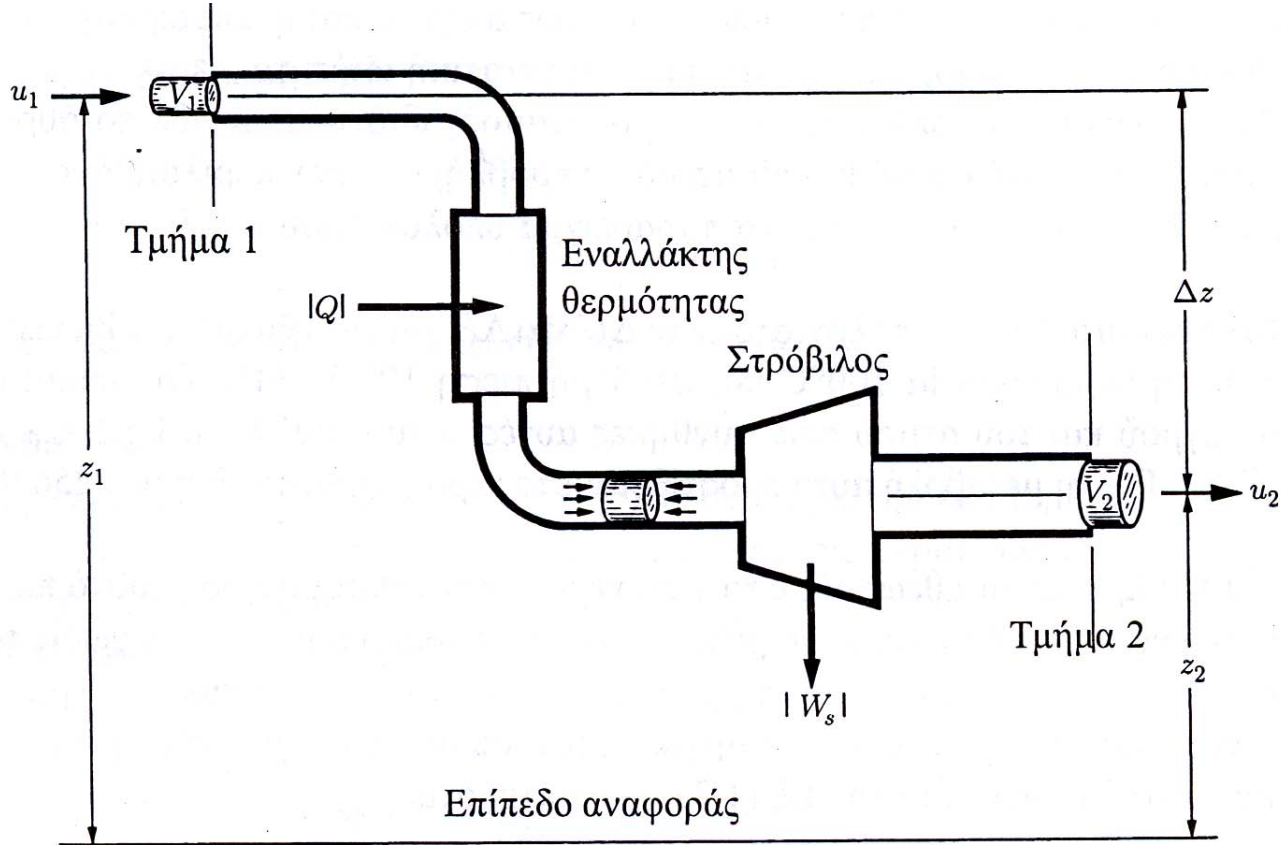 u₁
V₁
Τμήμα 1
Εναλλάκτης
θερμότητας
|Q|
Δz
Στρόβιλος
z₁
V₂
u₂
Τμήμα 2
z₂
|Wₛ|
Επίπεδο αναφοράς